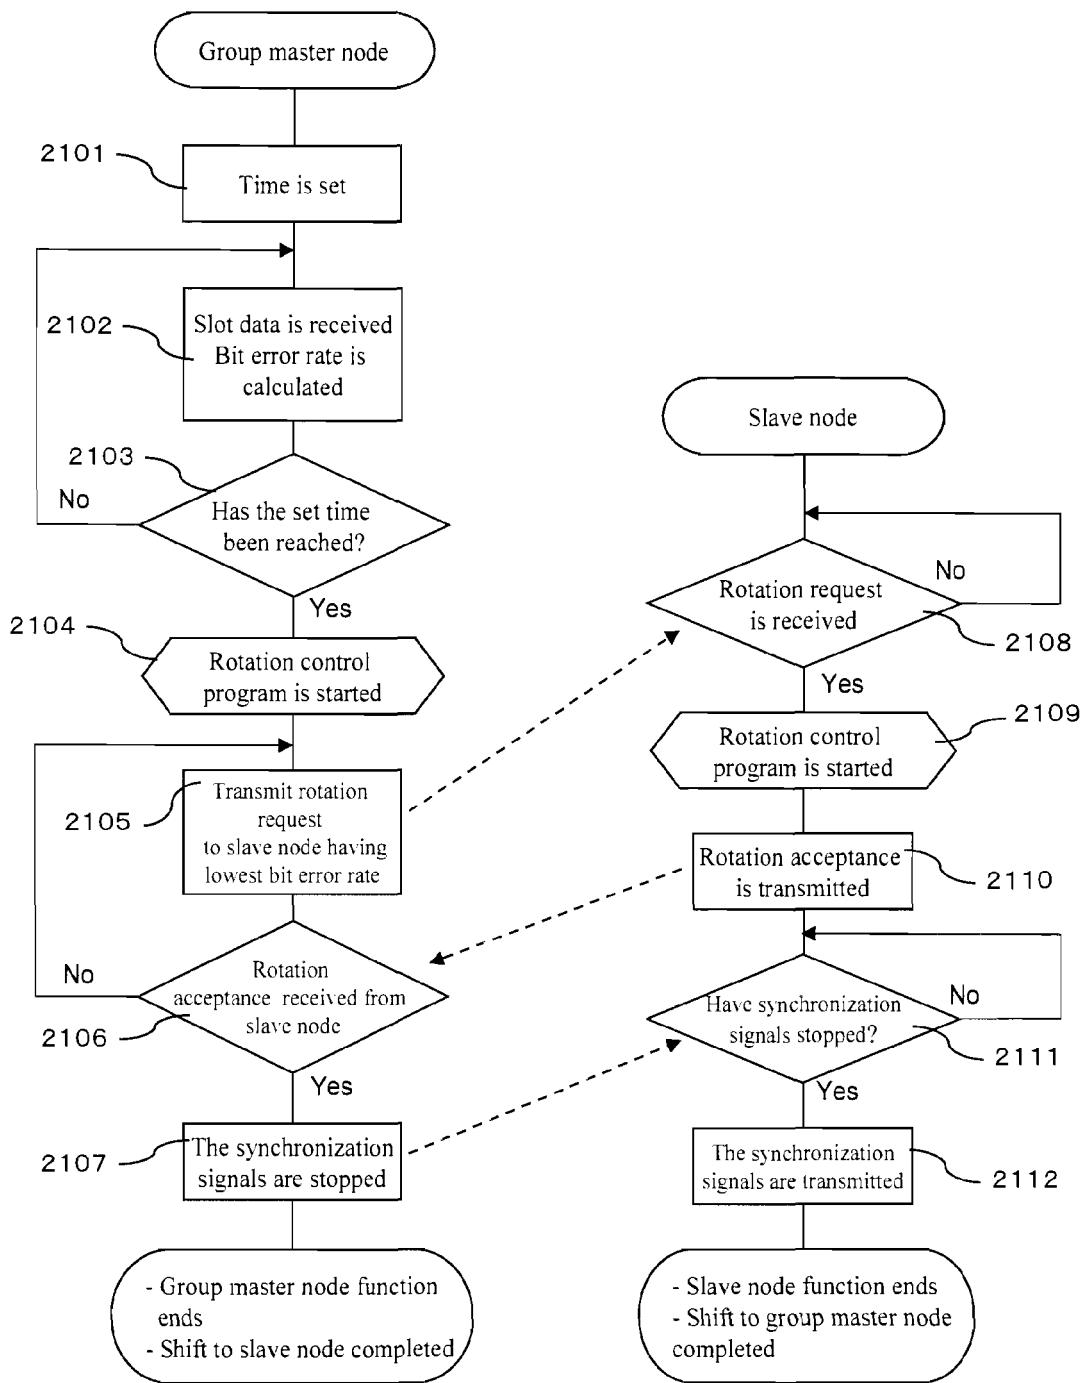 Group master node
2101
Time is set
2102
Slot data is received
Bit error rate is
calculated
2103
No
Has the set time
been reached?
Yes
2104
Rotation control
program is started
2105
Transmit rotation
request
to slave node having
lowest bit error rate
No
Rotation
acceptance received from
slave node
2106
Yes
2107
The synchronization
signals are stopped
- Group master node function
ends
- Shift to slave node completed
Slave node
No
Rotation request
is received
2108
Yes
2109
Rotation control
program is started
Rotation acceptance
is transmitted
2110
Have synchronization
signals stopped?
No
2111
Yes
The synchronization
signals are transmitted
2112
- Slave node function ends
- Shift to group master node
completed